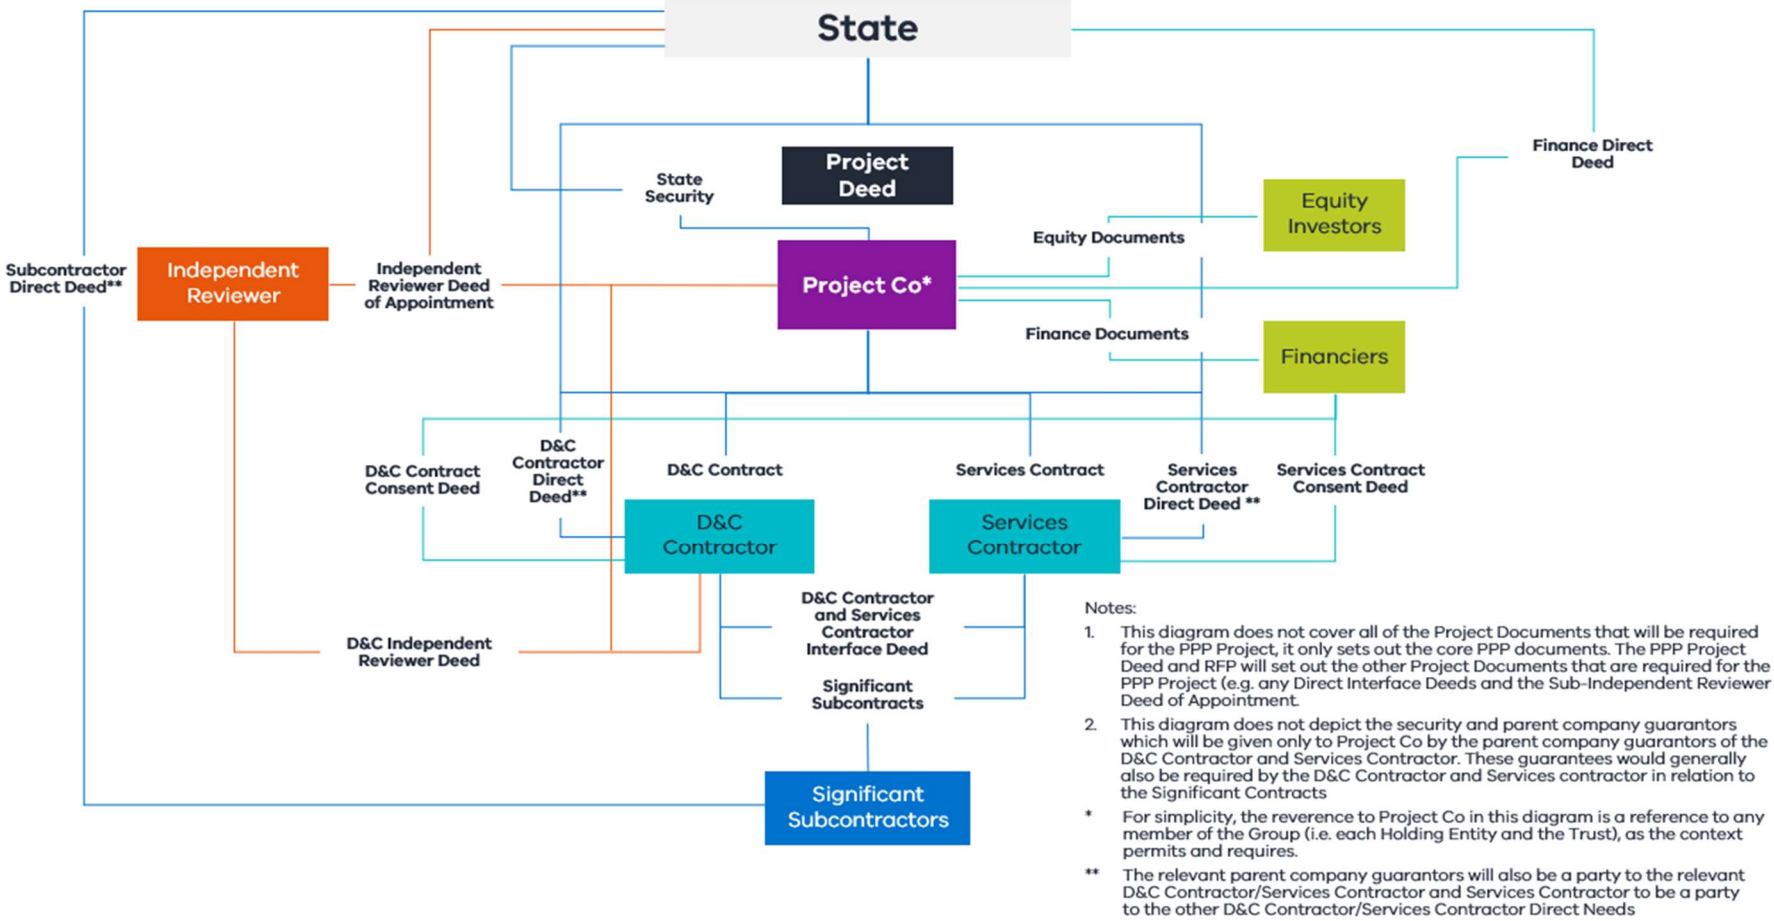 State
Project
Deed
State
Security
Finance Direct
Deed
Equity
Investors
Equity Documents
Subcontractor
Direct Deed**
Independent
Reviewer
Independent
Reviewer Deed
of Appointment
Project Co*
Finance Documents
Financiers
D&C Contract
Consent Deed
D&C
Contractor
Direct
Deed**
D&C Contract
Services Contract
Services
Contractor
Direct Deed **
Services Contract
Consent Deed
D&C
Contractor
Services
Contractor
D&C Contractor
and Services
Contractor
Interface Deed
D&C Independent
Reviewer Deed
Significant
Subcontracts
Significant
Subcontractors
Notes:
1. This diagram does not cover all of the Project Documents that will be required
for the PPP Project, it only sets out the core PPP documents. The PPP Project
Deed and RFP will set out the other Project Documents that are required for the
PPP Project (e.g. any Direct Interface Deeds and the Sub-Independent Reviewer
Deed of Appointment.
2. This diagram does not depict the security and parent company guarantors
which will be given only to Project Co by the parent company guarantors of the
D&C Contractor and Services Contractor. These guarantees would generally
also be required by the D&C Contractor and Services contractor in relation to
the Significant Contracts
* For simplicity, the reverence to Project Co in this diagram is a reference to any
member of the Group (i.e. each Holding Entity and the Trust), as the context
permits and requires.
** The relevant parent company guarantors will also be a party to the relevant
D&C Contractor/Services Contractor and Services Contractor to be a party
to the other D&C Contractor/Services Contractor Direct Needs